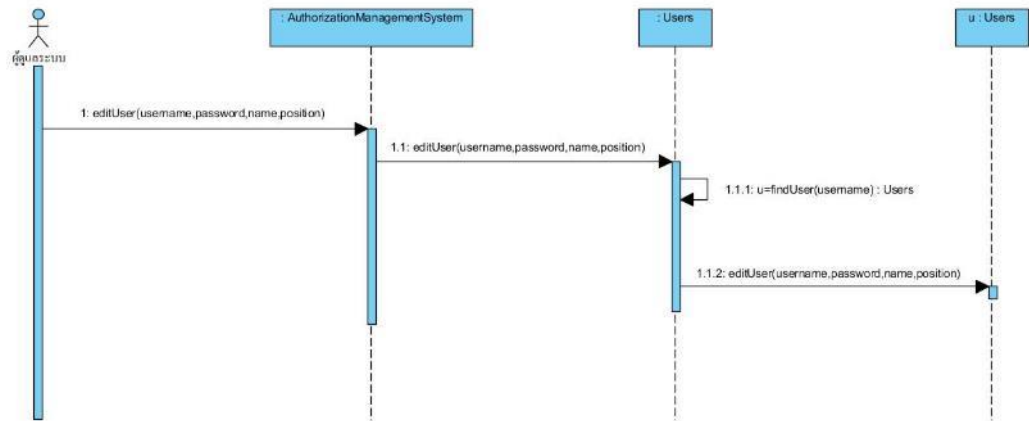 : AuthorizationManagementSystem
: Users
u : Users
ผู้ดูแลระบบ
1: editUser(username,password,name,position)
1.1: editUser(username,password,name,position)
1.1.1: u=findUser(username) : Users
1.1.2: editUser(username,password,name,position)